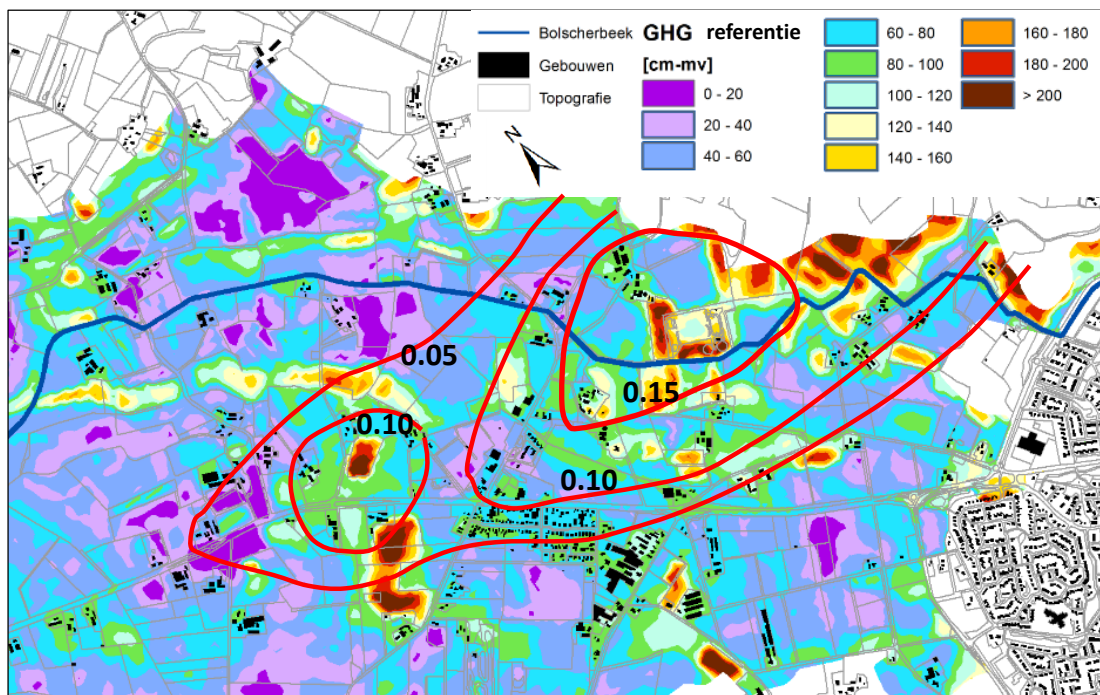 Bolscherbeek
Gebouwen
Topografie
N
GHG referentie
[cm-mv]
0 - 20
20 - 40
40 - 60
60 - 80
80 - 100
100 - 120
120 - 140
140 - 160
160 - 180
180 - 200
> 200
0.05
0.15
0.10
0.10